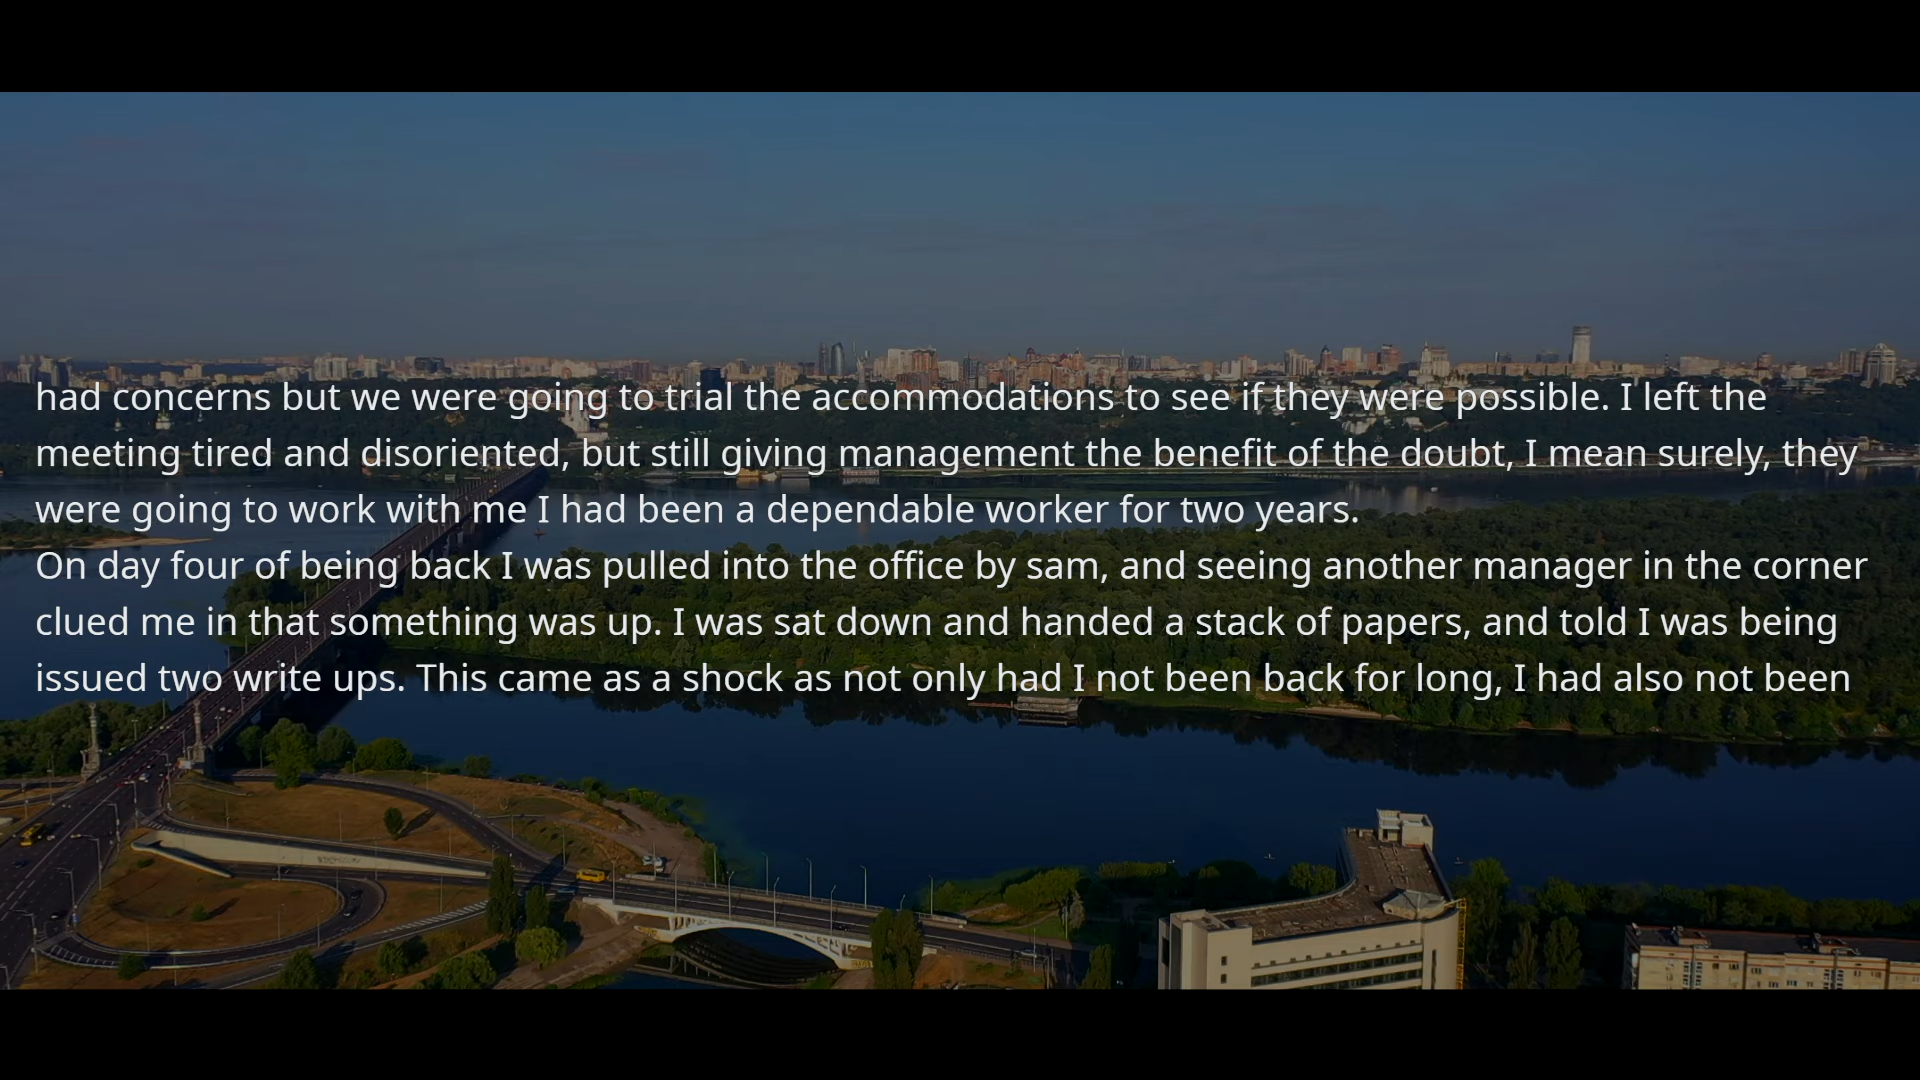 had concerns but we were going to trial the accommodations to see if they were possible. I left the
meeting tired and disoriented, but still giving management the benefit of the doubt, I mean surely, they
were going to work with me I had been a dependable worker for two years.
On day four of being back I was pulled into the office by sam, and seeing another manager in the corner
clued me in that something was up. I was sat down and handed a stack of papers, and told I was being
issued two write ups. This came as a shock as not only had I not been back for long, I had also not been